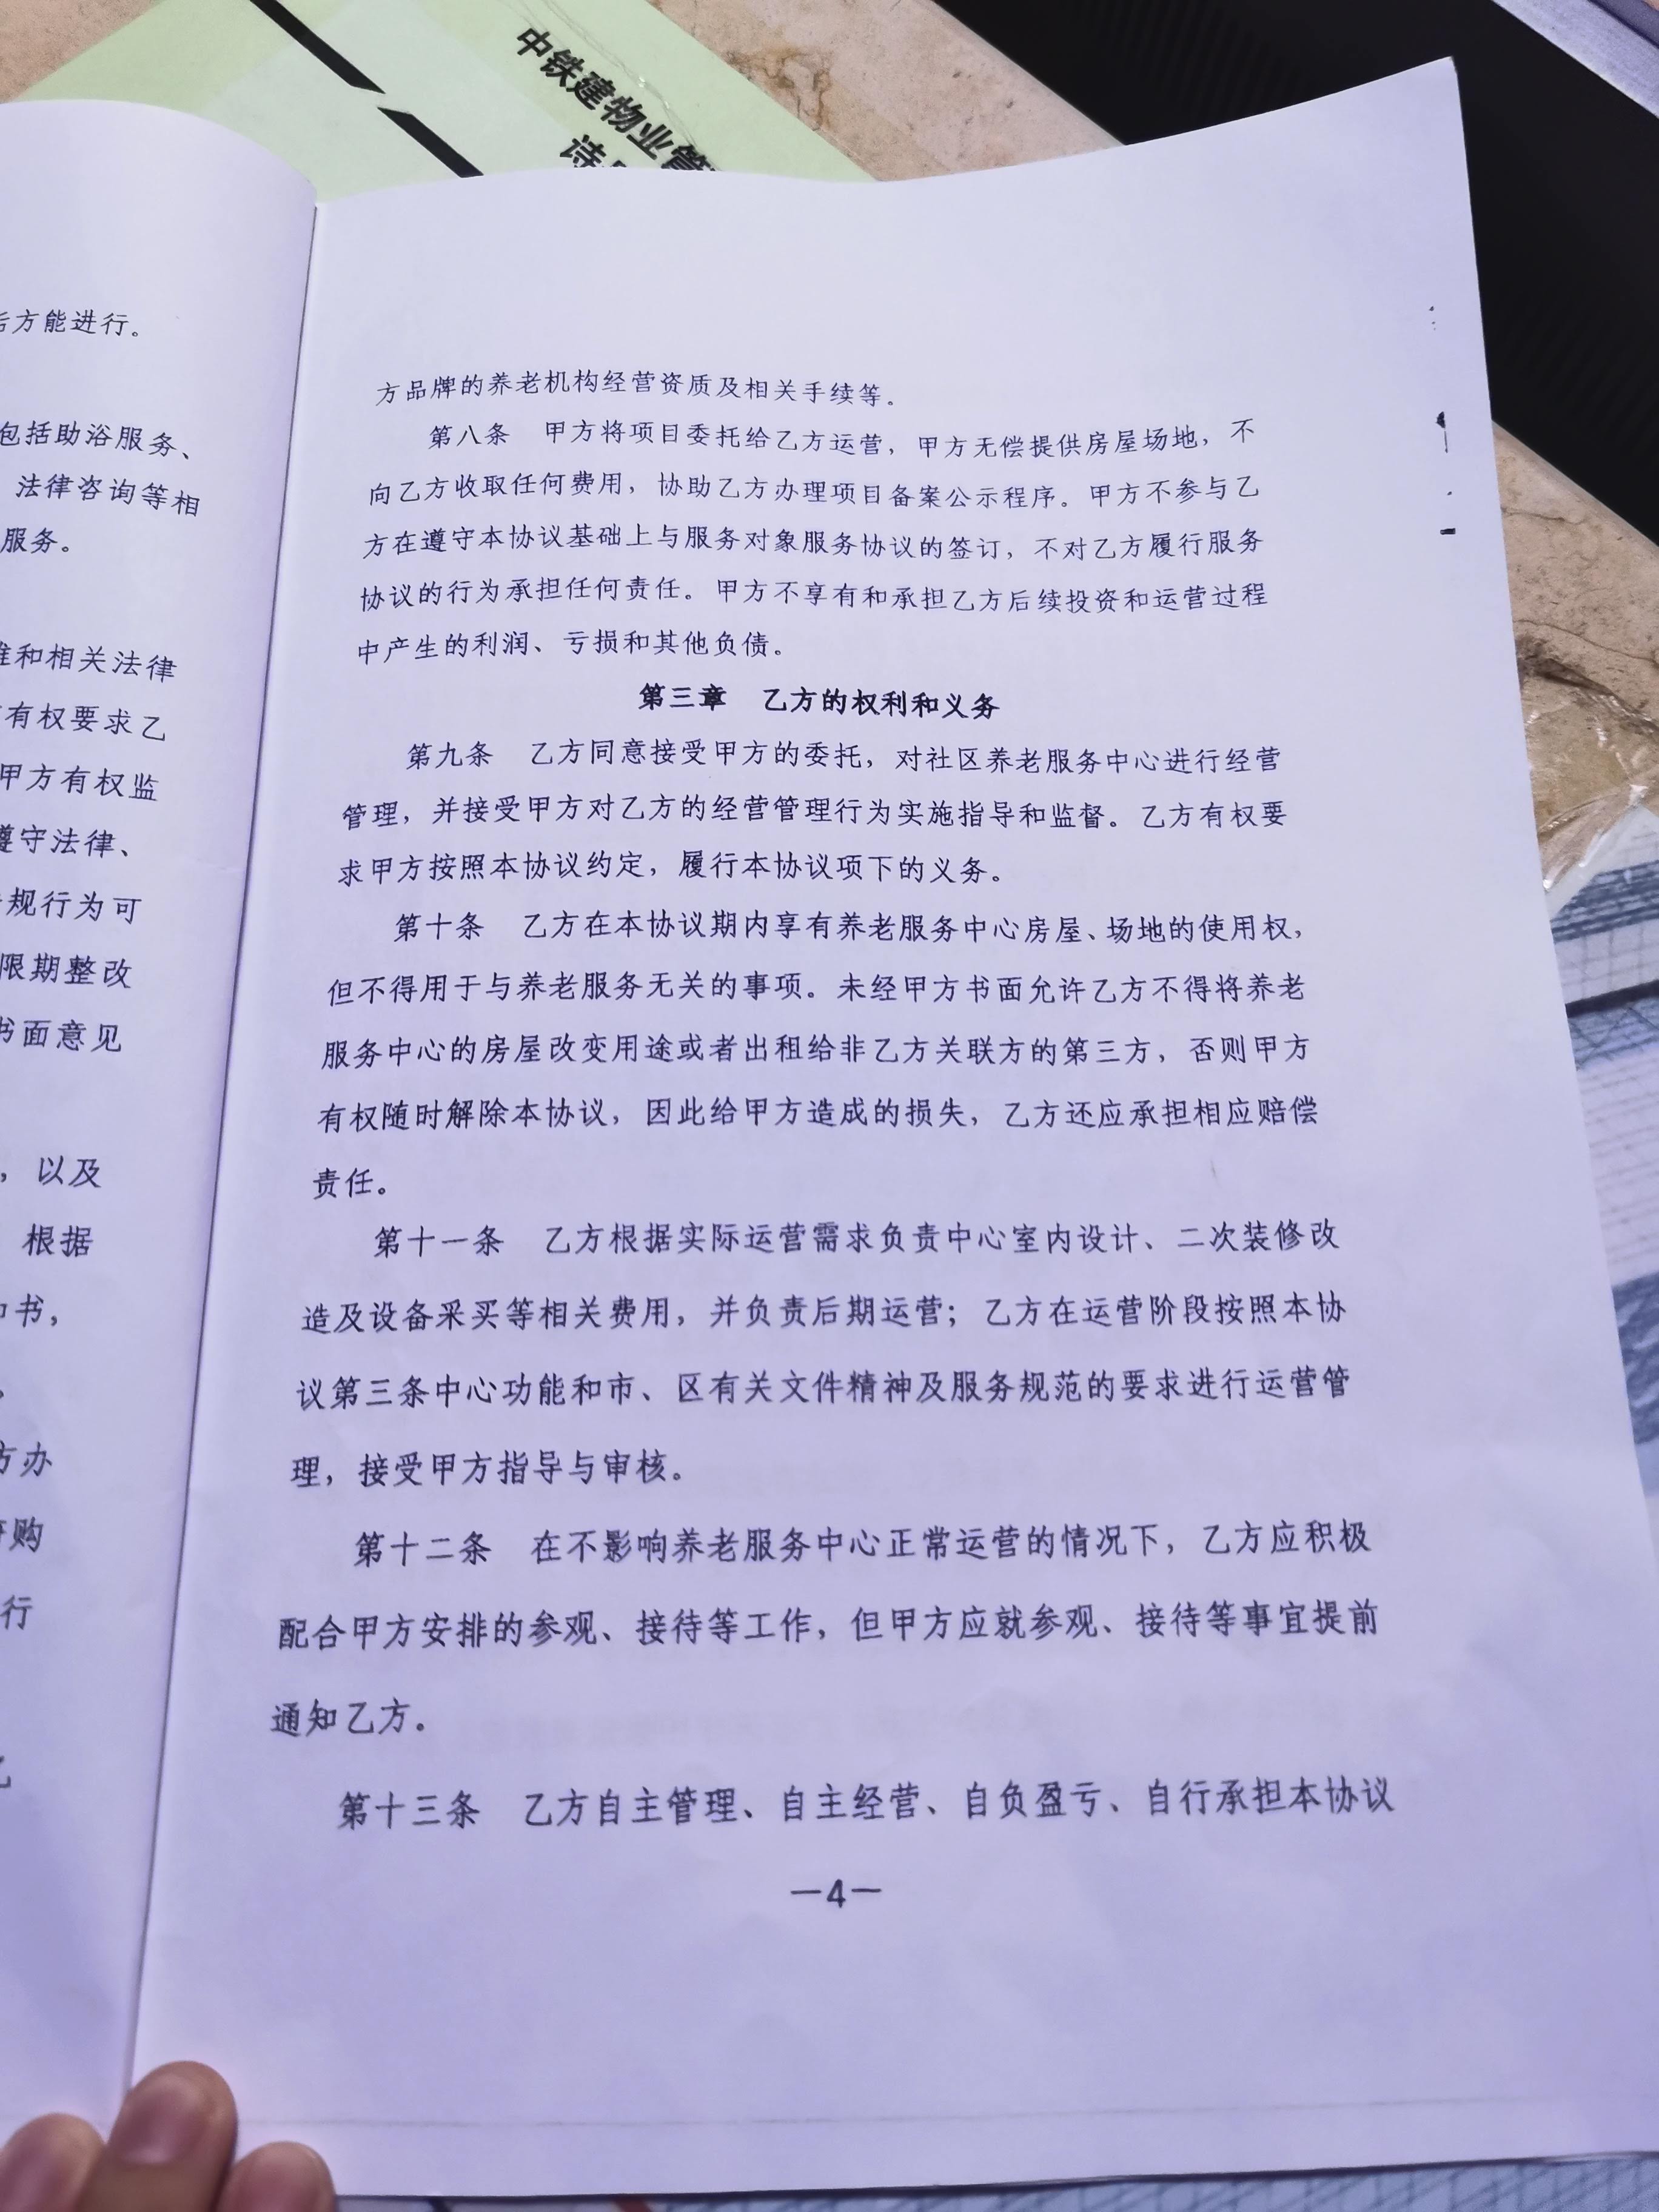 中铁建物业管
后方能进行。
包括助浴服务、
法律咨询等相
服务。
和相关法律
有权要求乙
甲方有权监
遵守法律、
规行为可
限期整改
书面意见
，以及
根据
书，
方办
购
行
方品牌的养老机构经营资质及相关手续等。
第八条 甲方将项目委托给乙方运营，甲方无偿提供房屋场地，不
向乙方收取任何费用，协助乙方办理项目备案公示程序。甲方不参与乙
方在遵守本协议基础上与服务对象服务协议的签订，不对乙方履行服务
协议的行为承担任何责任。甲方不享有和承担乙方后续投资和运营过程
中产生的利润、亏损和其他负债。
第三章 乙方的权利和义务
第九条 乙方同意接受甲方的委托，对社区养老服务中心进行经营
管理，并接受甲方对乙方的经营管理行为实施指导和监督。乙方有权要
求甲方按照本协议约定，履行本协议项下的义务。
第十条 乙方在本协议期内享有养老服务中心房屋、场地的使用权，
但不得用于与养老服务无关的事项。未经甲方书面允许乙方不得将养老
服务中心的房屋改变用途或者出租给非乙方关联方的第三方，否则甲方
有权随时解除本协议，因此给甲方造成的损失，乙方还应承担相应赔偿
责任。
第十一条 乙方根据实际运营需求负责中心室内设计、二次装修改
造及设备采买等相关费用，并负责后期运营；乙方在运营阶段按照本协
议第三条中心功能和市、区有关文件精神及服务规范的要求进行运营管
理，接受甲方指导与审核。
第十二条 在不影响养老服务中心正常运营的情况下，乙方应积极
配合甲方安排的参观、接待等工作，但甲方应就参观、接待等事宜提前
通知乙方。
第十三条 乙方自主管理、自主经营、自负盈亏、自行承担本协议
—4—